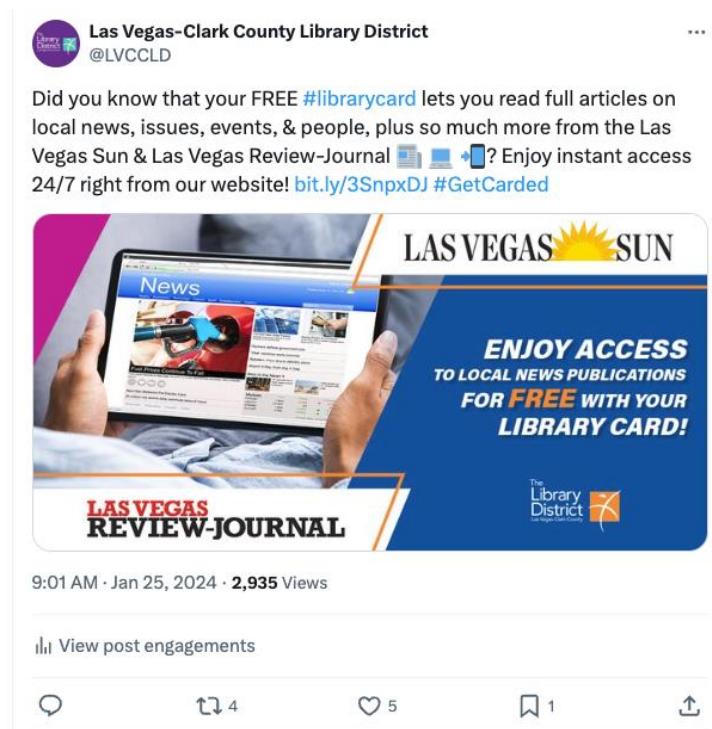 Las Vegas-Clark County Library District
@LVCCLD
Did you know that your FREE #librarycard lets you read full articles on
local news, issues, events, & people, plus so much more from the Las
Vegas Sun & Las Vegas Review-Journal 📰 💻 📲? Enjoy instant access
24/7 right from our website! bit.ly/3SnpxDJ #GetCarded
LAS VEGAS SUN
News
Fuel Prices Continue To Fall
ENJOY ACCESS
TO LOCAL NEWS PUBLICATIONS
FOR FREE WITH YOUR
LIBRARY CARD!
The
Library
District
Las Vegas-Clark County
LAS VEGAS
REVIEW-JOURNAL
9:01 AM · Jan 25, 2024 · 2,935 Views
View post engagements
4
5
1